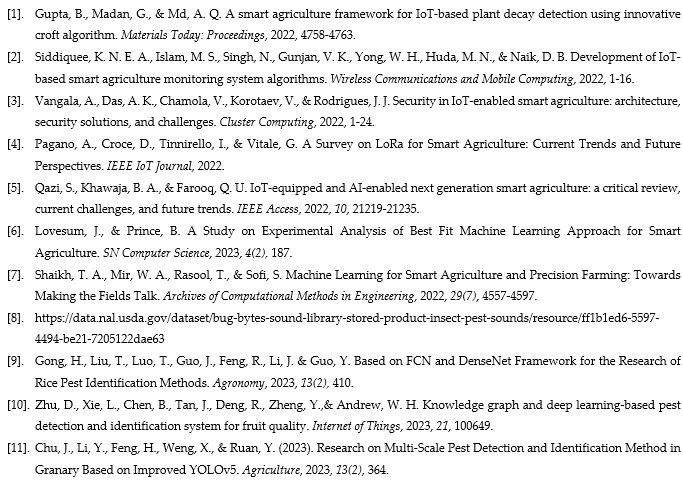 [1]. Gupta, B., Madan, G., & Md, A. Q. A smart agriculture framework for IoT-based plant decay detection using innovative
croft algorithm. Materials Today: Proceedings, 2022, 4758-4763.
[2]. Siddiquee, K. N. E. A., Islam, M. S., Singh, N., Gunjan, V. K., Yong, W. H., Huda, M. N., & Naik, D. B. Development of IoT-
based smart agriculture monitoring system algorithms. Wireless Communications and Mobile Computing, 2022, 1-16.
[3]. Vangala, A., Das, A. K., Chamola, V., Korotaev, V., & Rodrigues, J. J. Security in IoT-enabled smart agriculture: architecture,
security solutions, and challenges. Cluster Computing, 2022, 1-24.
[4]. Pagano, A., Croce, D., Tinnirello, I., & Vitale, G. A Survey on LoRa for Smart Agriculture: Current Trends and Future
Perspectives. IEEE IoT Journal, 2022.
[5]. Qazi, S., Khawaja, B. A., & Farooq, Q. U. IoT-equipped and AI-enabled next generation smart agriculture: a critical review,
current challenges, and future trends. IEEE Access, 2022, 10, 21219-21235.
[6]. Lovesum, J., & Prince, B. A Study on Experimental Analysis of Best Fit Machine Learning Approach for Smart
Agriculture. SN Computer Science, 2023, 4(2), 187.
[7]. Shaikh, T. A., Mir, W. A., Rasool, T., & Sofi, S. Machine Learning for Smart Agriculture and Precision Farming: Towards
Making the Fields Talk. Archives of Computational Methods in Engineering, 2022, 29(7), 4557-4597.
[8]. https://data.nal.usda.gov/dataset/bug-bytes-sound-library-stored-product-insect-pest-sounds/resource/ff1b1ed6-5597-
4494-be21-7205122dae63
[9]. Gong, H., Liu, T., Luo, T., Guo, J., Feng, R., Li, J. & Guo, Y. Based on FCN and DenseNet Framework for the Research of
Rice Pest Identification Methods. Agronomy, 2023, 13(2), 410.
[10]. Zhu, D., Xie, L., Chen, B., Tan, J., Deng, R., Zheng, Y.,& Andrew, W. H. Knowledge graph and deep learning-based pest
detection and identification system for fruit quality. Internet of Things, 2023, 21, 100649.
[11]. Chu, J., Li, Y., Feng, H., Weng, X., & Ruan, Y. (2023). Research on Multi-Scale Pest Detection and Identification Method in
Granary Based on Improved YOLOv5. Agriculture, 2023, 13(2), 364.